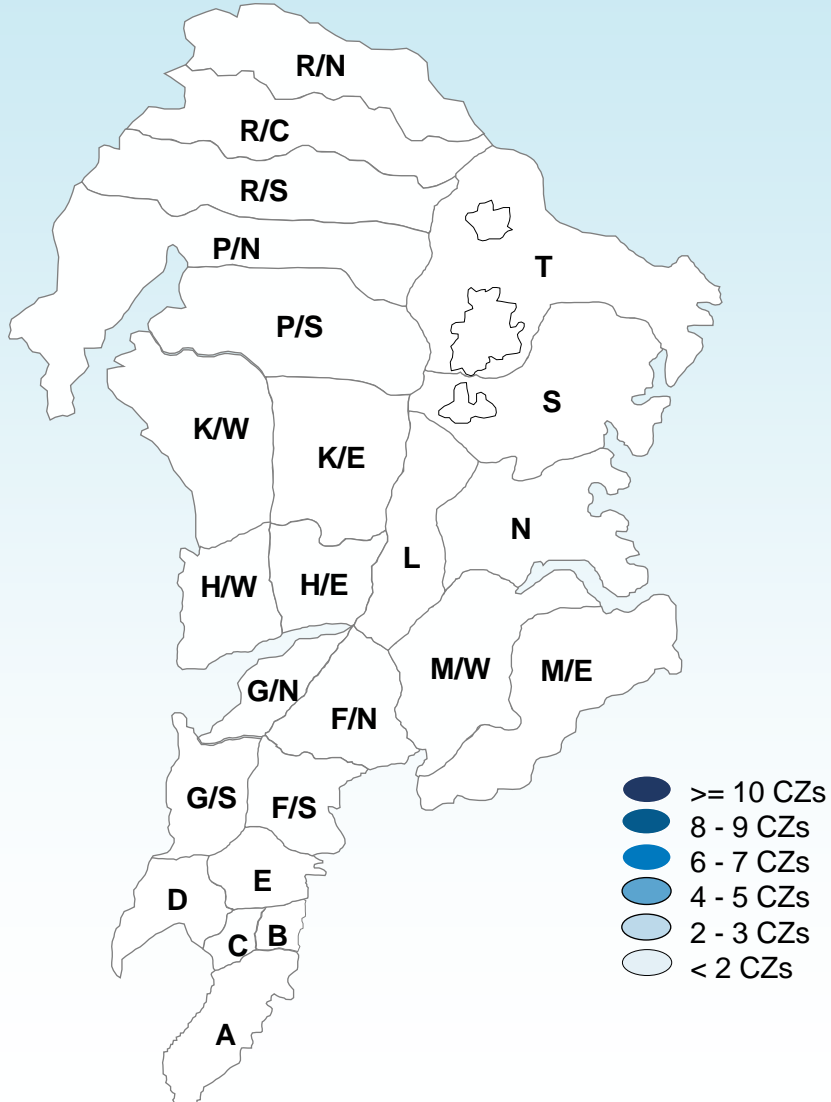 R/N
R/C
R/S
P/N
T
P/S
S
K/W
K/E
N
L
H/W
H/E
M/W
M/E
G/N
F/N
G/S
F/S
E
D
C
B
A
>= 10 CZs
8 - 9 CZs
6 - 7 CZs
4 - 5 CZs
2 - 3 CZs
< 2 CZs